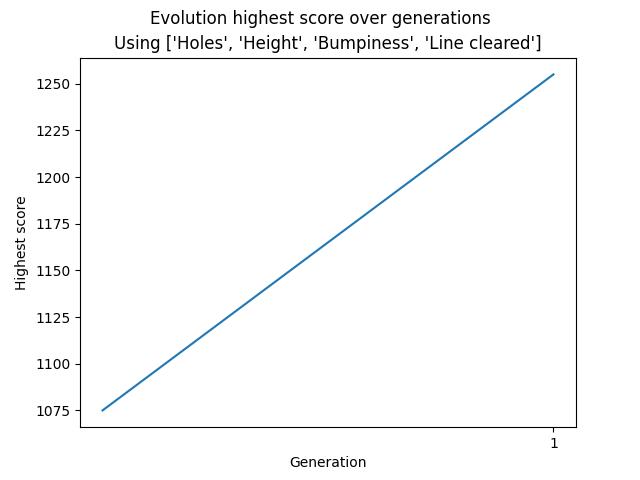 Evolution highest score over generations
Using ['Holes', 'Height', 'Bumpiness', 'Line cleared']
Highest score
1250
1225
1200
1175
1150
1125
1100
1075
1
Generation